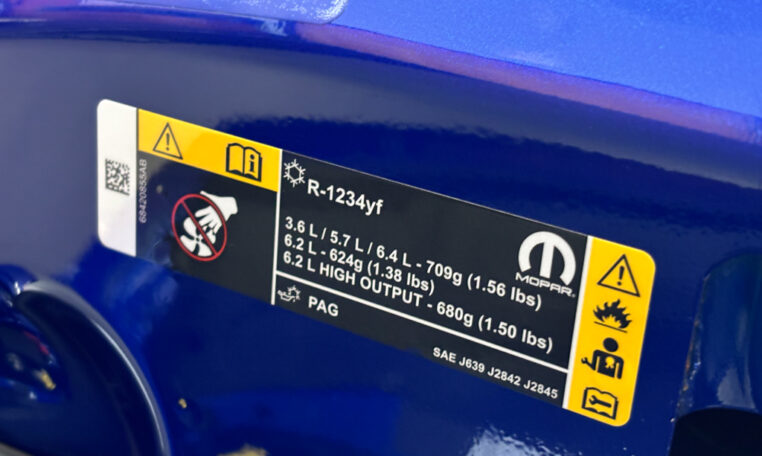 68420855AB
R-1234yf
3.6 L / 5.7 L / 6.4 L - 709g (1.56 lbs)
6.2 L - 624g (1.38 lbs)
6.2 L HIGH OUTPUT - 680g (1.50 lbs)
MOPAR
PAG
SAE J639 J2842 J2845